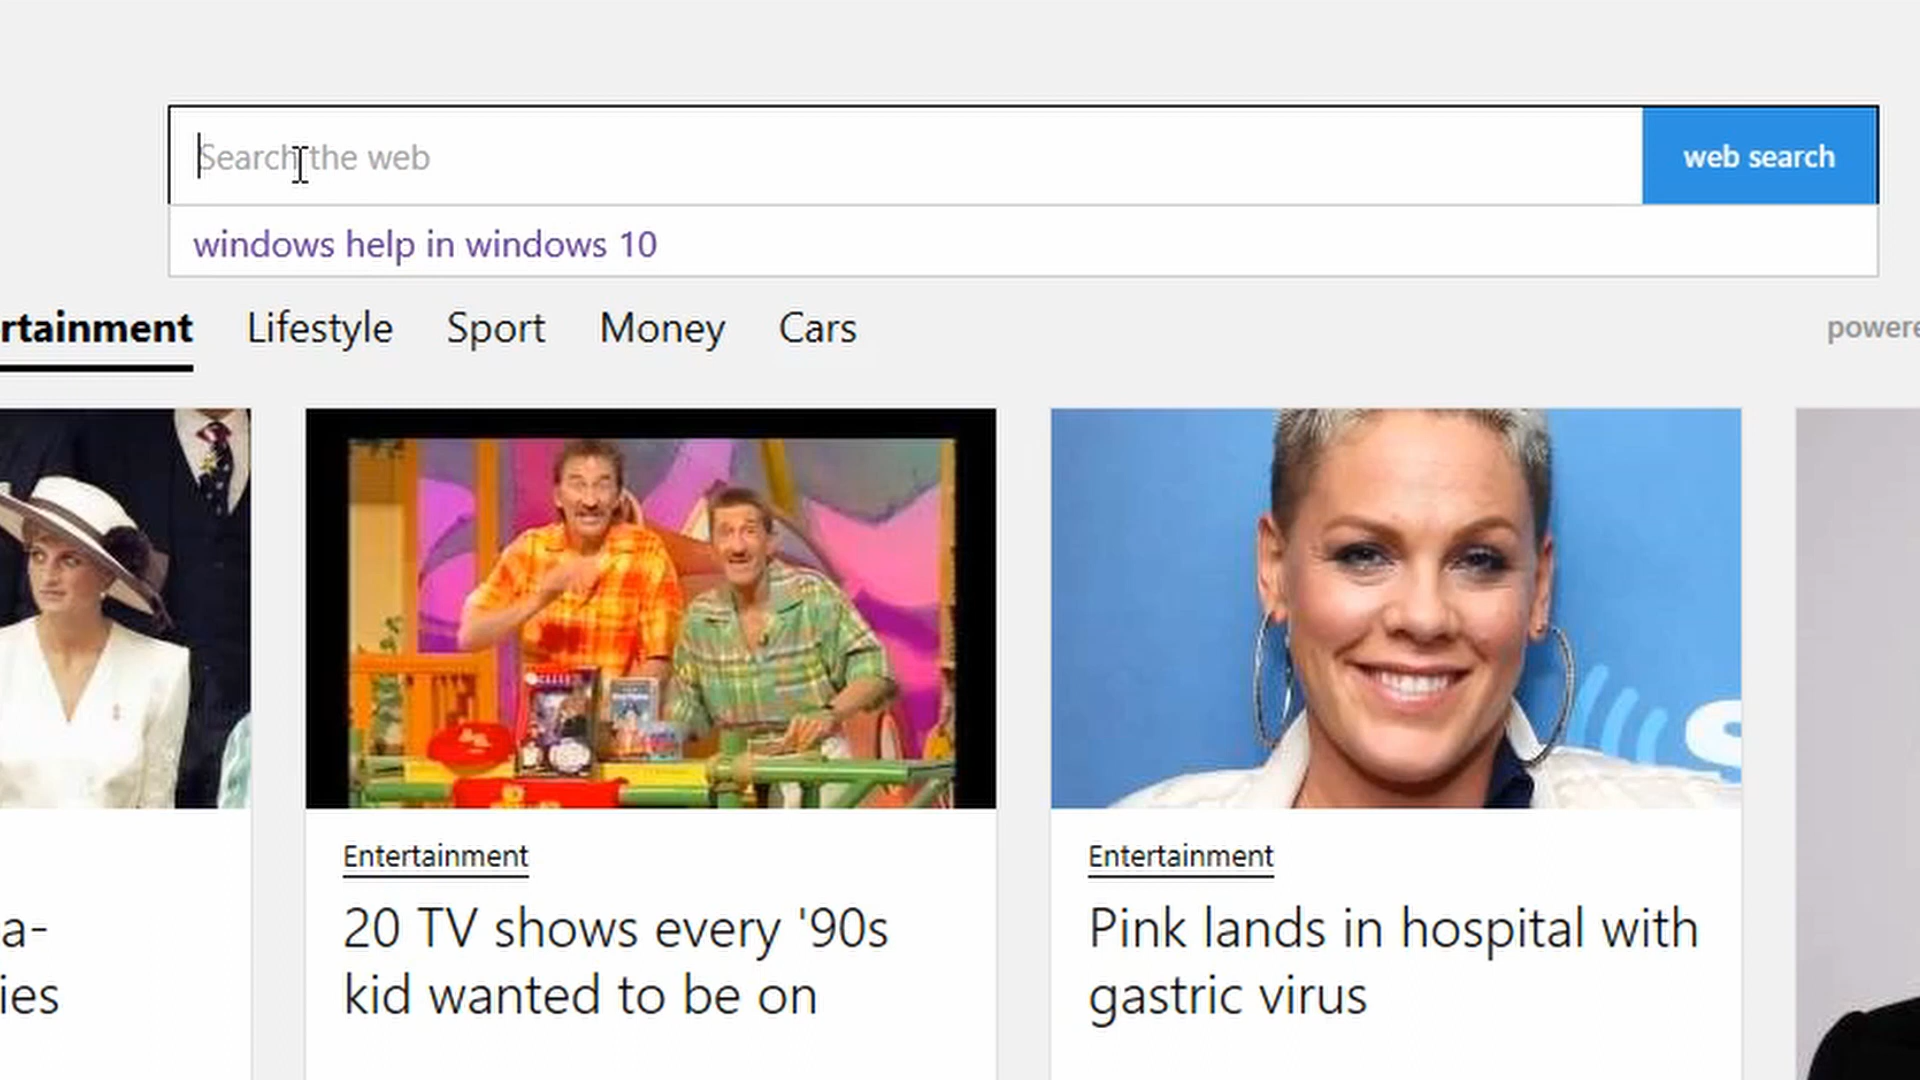 Search the web
web search
windows help in windows 10
rtainment
Lifestyle
Sport
Money
Cars
powere
Entertainment
20 TV shows every '90s
kid wanted to be on
Entertainment
Pink lands in hospital with
gastric virus
a-
ies